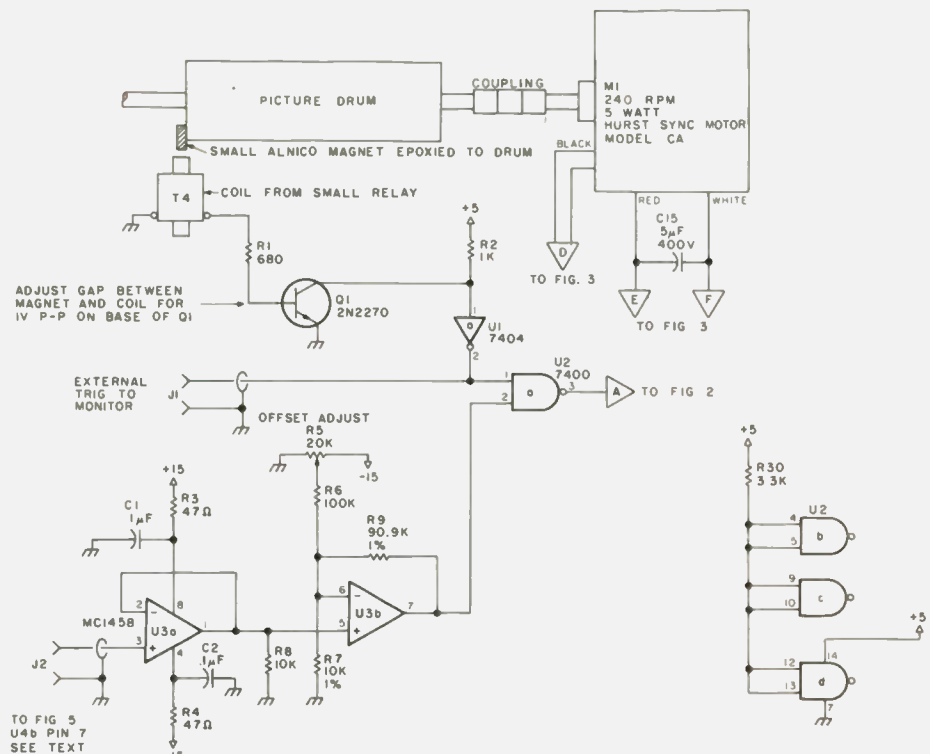 PICTURE DRUM
COUPLING
M1
240 RPM
5 WATT
HURST SYNC MOTOR
MODEL CA
SMALL ALNICO MAGNET EPOXIED TO DRUM
BLACK
T4
COIL FROM SMALL RELAY
RED
WHITE
C15
5µF
400V
D
TO FIG. 3
E
F
TO FIG 3
+5
R2
1K
R1
680
ADJUST GAP BETWEEN
MAGNET AND COIL FOR
1V P-P ON BASE OF Q1
Q1
2N2270
1
a
U1
7404
2
U2
7400
EXTERNAL
TRIG TO
MONITOR
J1
1
2
a
3
A
TO FIG 2
OFFSET ADJUST
R5
20K
-15
+15
R3
47Ω
C1
.1µF
R6
100K
R9
90.9K
1%
+5
R30
3.3K
U2
4
5
b
9
10
c
+5
12
13
d
14
7
MC1458
2
-
8
U3a
1
3
+
4
J2
C2
.1µF
R4
47Ω
-15
R8
10K
R7
10K
1%
6
-
U3b
7
5
+
TO FIG 5
U4b PIN 7
SEE TEXT